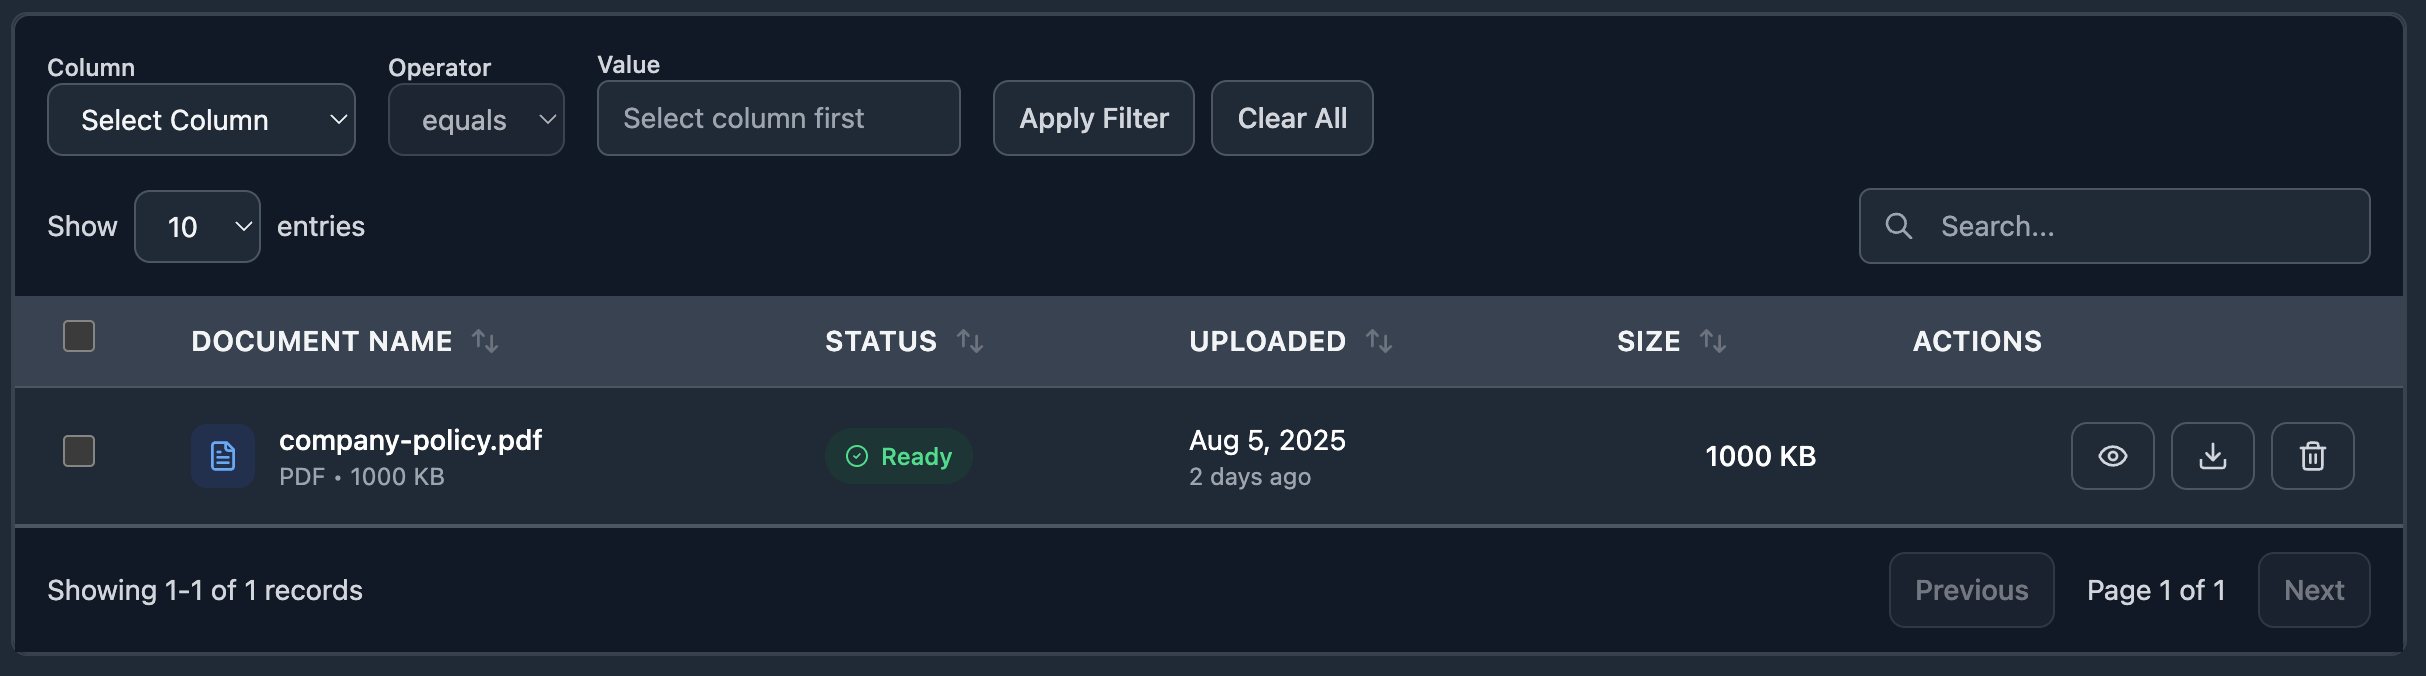 Column
Operator
Value
Select Column
equals
Select column first
Apply Filter
Clear All
Show 10 entries
Search...
DOCUMENT NAME
STATUS
UPLOADED
SIZE
ACTIONS
company-policy.pdf
PDF • 1000 KB
Ready
Aug 5, 2025
2 days ago
1000 KB
Showing 1-1 of 1 records
Previous
Page 1 of 1
Next